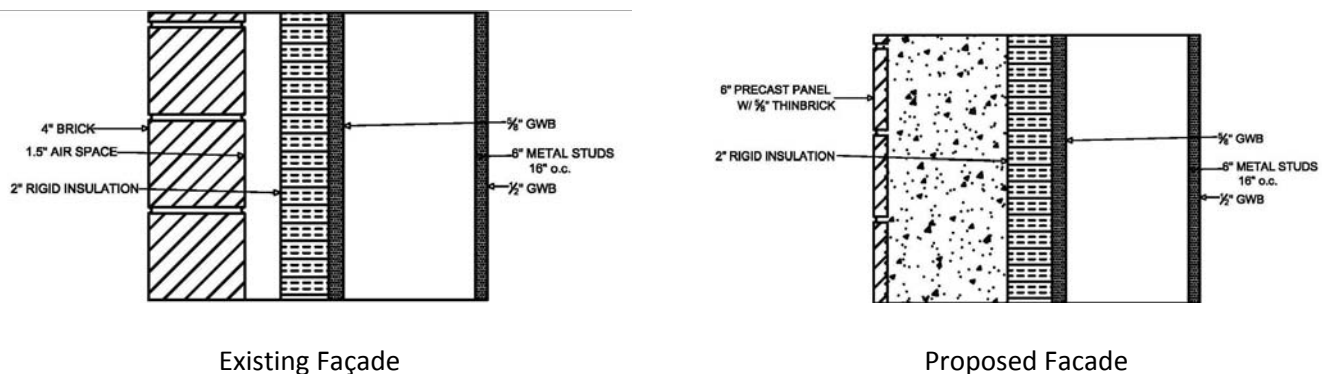 4" BRICK
1.5" AIR SPACE
2" RIGID INSULATION
⅝" GWB
6" METAL STUDS
16" o.c.
½" GWB
Existing Façade
6" PRECAST PANEL
W/ ⅝" THINBRICK
2" RIGID INSULATION
⅝" GWB
6" METAL STUDS
16" o.c.
½" GWB
Proposed Facade